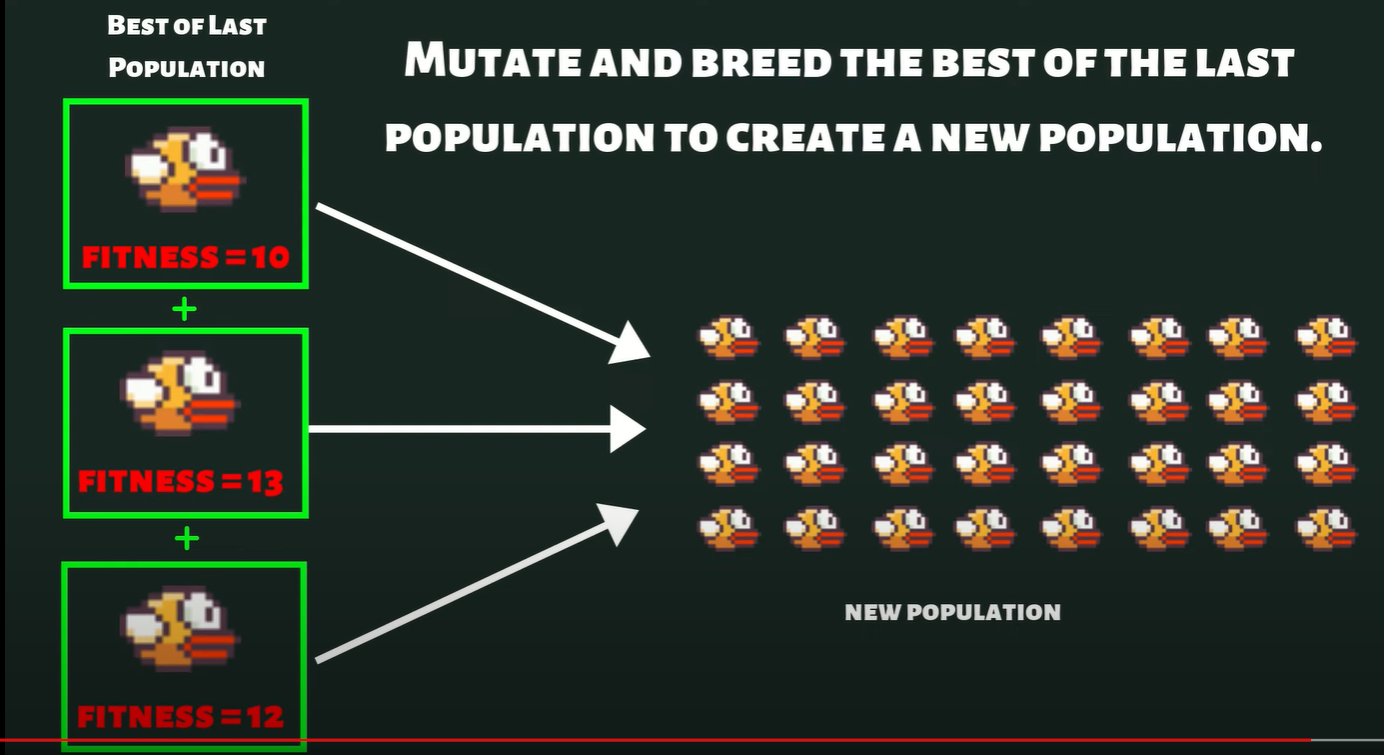 Best of Last
Population
Mutate and breed the best of the last
population to create a new population.
Fitness = 10
+
Fitness = 13
+
Fitness = 12
New Population